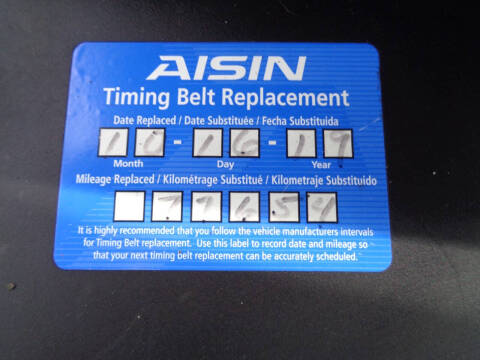 AISIN
Timing Belt Replacement
Date Replaced / Date Substituée / Fecha Substituida
10-16-19
Month Day Year
Mileage Replaced / Kilométrage Substitué / Kilometraje Substituido
It is highly recommended that you follow the vehicle manufacturers intervals
for Timing Belt replacement. Use this label to record date and mileage so
that your next timing belt replacement can be accurately scheduled.